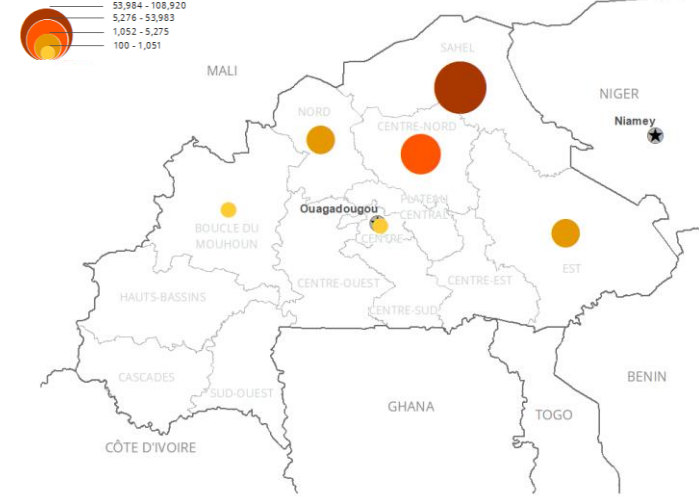 53,984 - 108,920
5,276 - 53,983
1,052 - 5,275
100 - 1,051
MALI
SAHEL
NIGER
NORD
CENTRE-NORD
Niamey
PLATEAU
CENTRAL
Ouagadougou
BOUCLE DU
MOUHOUN
CENTRE
EST
CENTRE-OUEST
CENTRE-EST
HAUTS-BASSINS
CENTRE-SUD
CASCADES
BENIN
SUD-OUEST
GHANA
TOGO
CÔTE D'IVOIRE